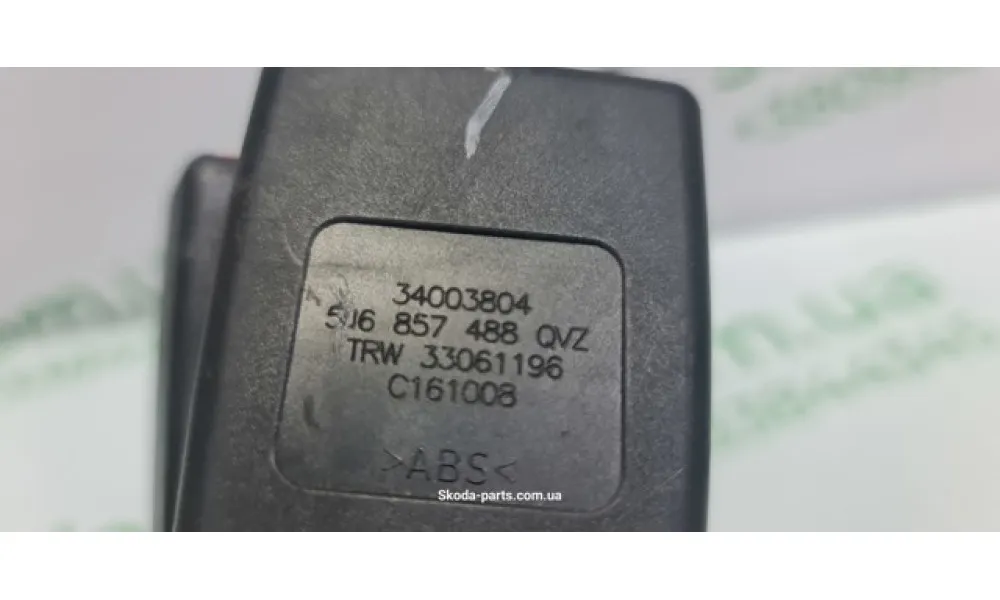 34003804
5J6 857 488 QVZ
TRW 33061196
C161008
>ABS<
Skoda-parts.com.ua